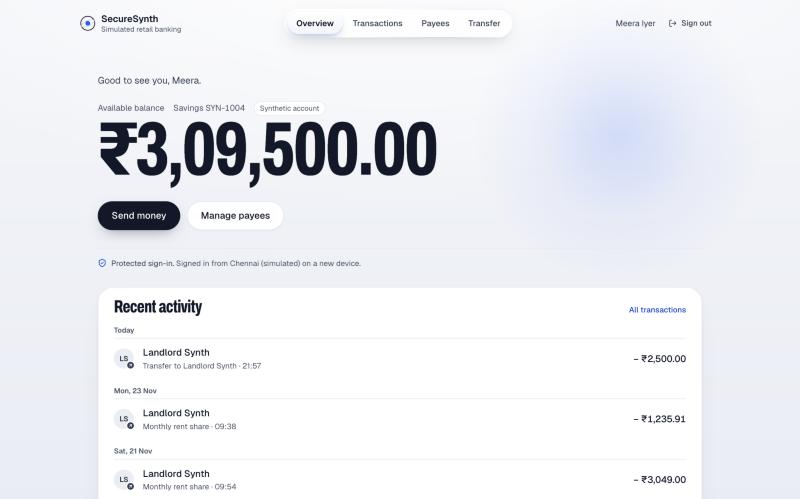 SecureSynth
Simulated retail banking
Overview
Transactions
Payees
Transfer
Meera Iyer
Sign out
Good to see you, Meera.
Available balance
Savings SYN-1004
Synthetic account
₹3,09,500.00
Send money
Manage payees
Protected sign-in. Signed in from Chennai (simulated) on a new device.
Recent activity
All transactions
Today
LS
Landlord Synth
Transfer to Landlord Synth · 21:57
– ₹2,500.00
Mon, 23 Nov
LS
Landlord Synth
Monthly rent share · 09:38
– ₹1,235.91
Sat, 21 Nov
LS
Landlord Synth
Monthly rent share · 09:54
– ₹3,049.00